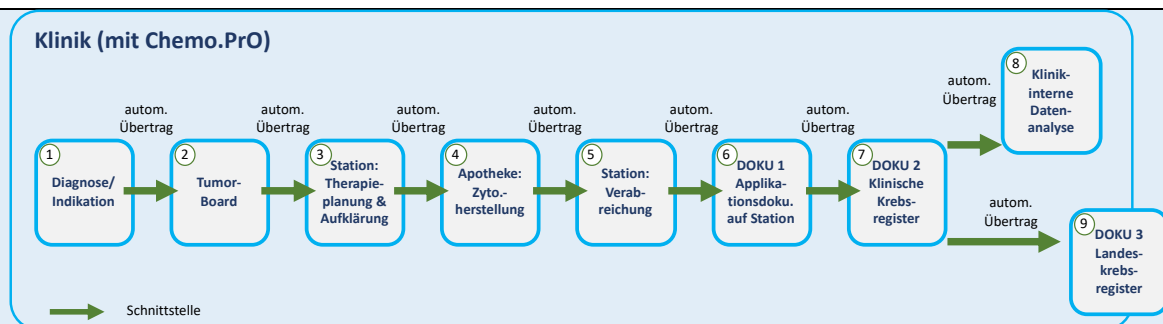 Klinik (mit Chemo.PrO)
autom.
Übertrag
autom.
Übertrag
autom.
Übertrag
autom.
Übertrag
autom.
Übertrag
autom.
Übertrag
autom.
Übertrag
autom.
Übertrag
1
Diagnose/
Indikation
2
Tumor-
Board
3
Station:
Therapie-
planung &
Aufklärung
4
Apotheke:
Zyto.-
herstellung
5
Station:
Verab-
reichung
6
DOKU 1
Applika-
tionsdoku.
auf Station
7
DOKU 2
Klinische
Krebs-
register
8
Klinik-
interne
Daten-
analyse
9
DOKU 3
Landes-
krebs-
register
Schnittstelle